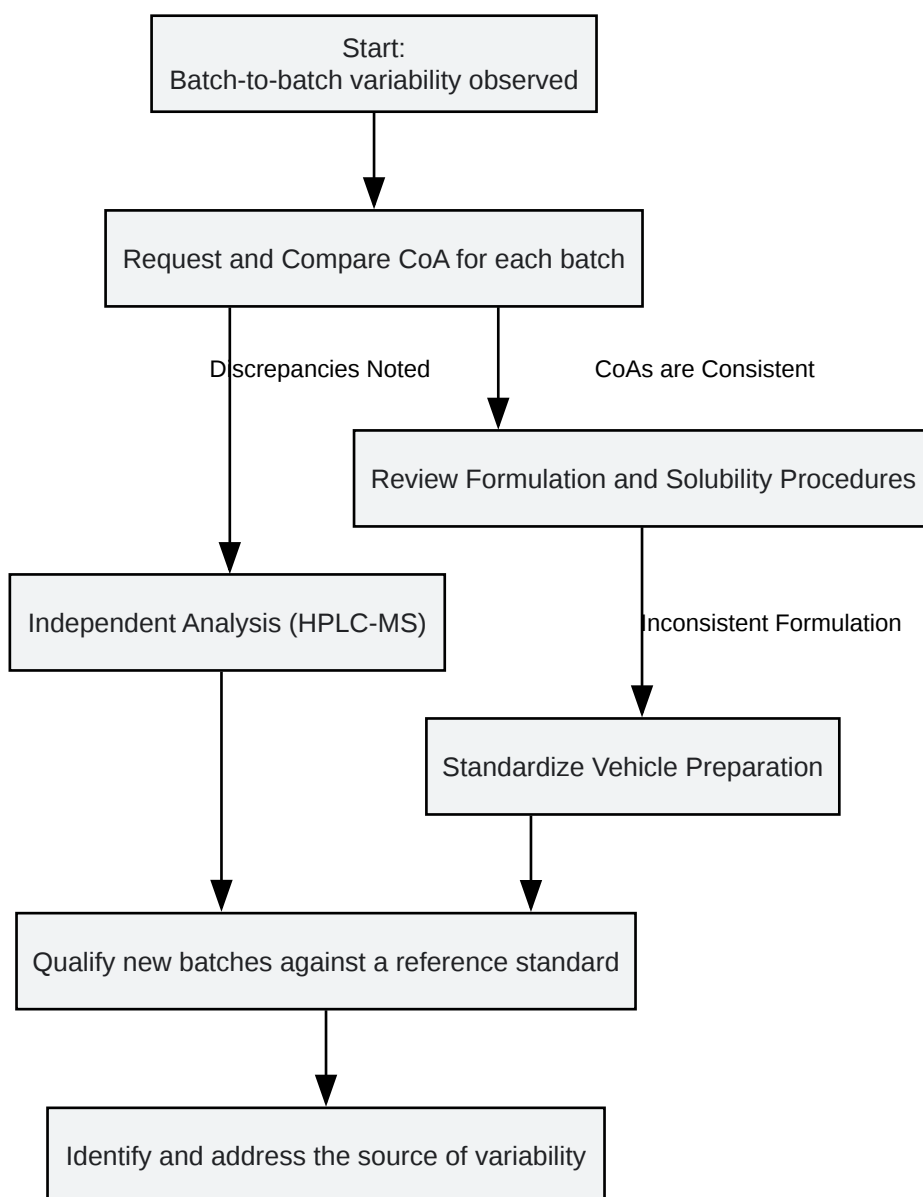 Start:
Batch-to-batch variability observed
Request and Compare CoA for each batch
Discrepancies Noted
CoAs are Consistent
Review Formulation and Solubility Procedures
Independent Analysis (HPLC-MS)
Inconsistent Formulation
Standardize Vehicle Preparation
Qualify new batches against a reference standard
Identify and address the source of variability